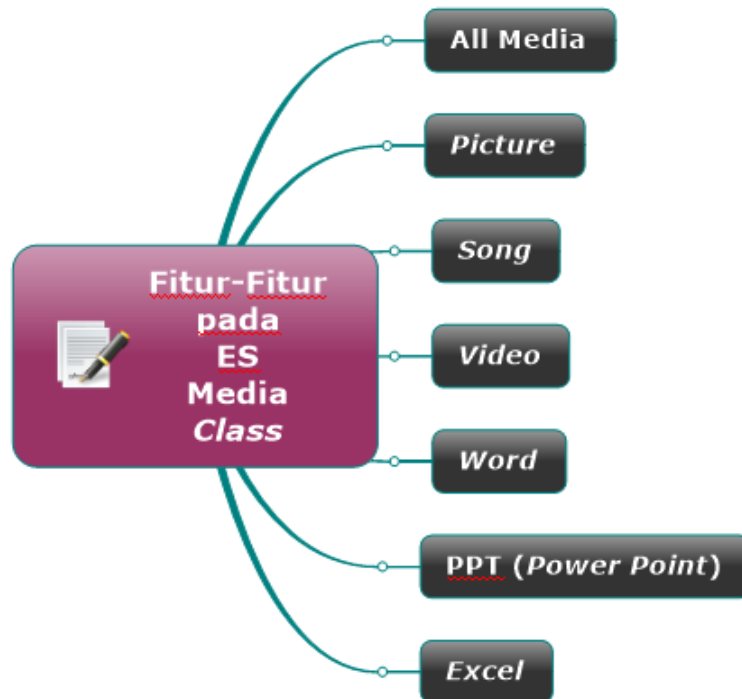 All Media
Picture
Song
Fitur-Fitur
pada
ES
Media
Class
Video
Word
PPT (Power Point)
Excel